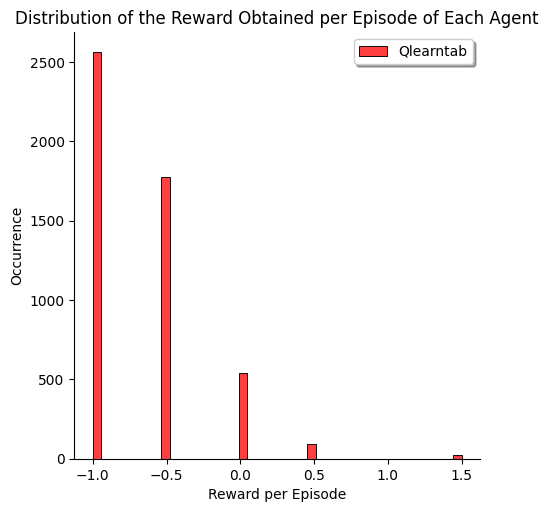 Distribution of the Reward Obtained per Episode of Each Agent
Qlearntab
2500
2000
1500
1000
500
0
Occurrence
−1.0 −0.5 0.0 0.5 1.0 1.5
Reward per Episode